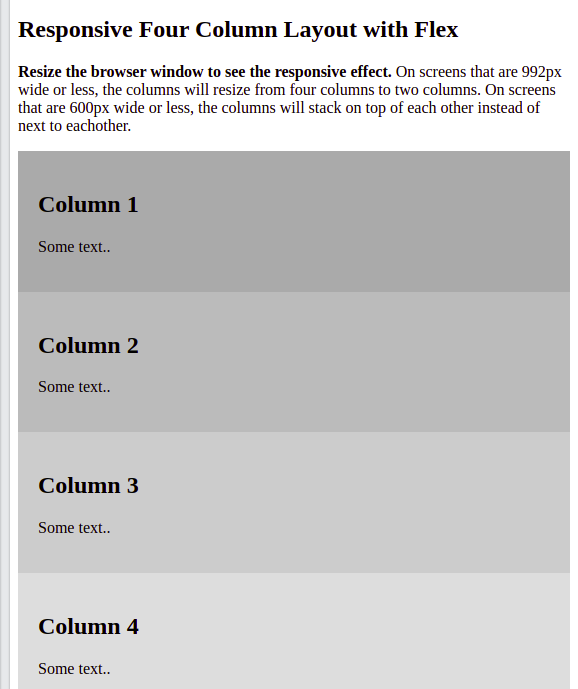 Responsive Four Column Layout with Flex
Resize the browser window to see the responsive effect. On screens that are 992px
wide or less, the columns will resize from four columns to two columns. On screens
that are 600px wide or less, the columns will stack on top of each other instead of
next to eachother.
Column 1
Some text..
Column 2
Some text..
Column 3
Some text..
Column 4
Some text..